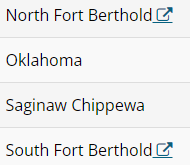 North Fort Berthold
Oklahoma
Saginaw Chippewa
South Fort Berthold